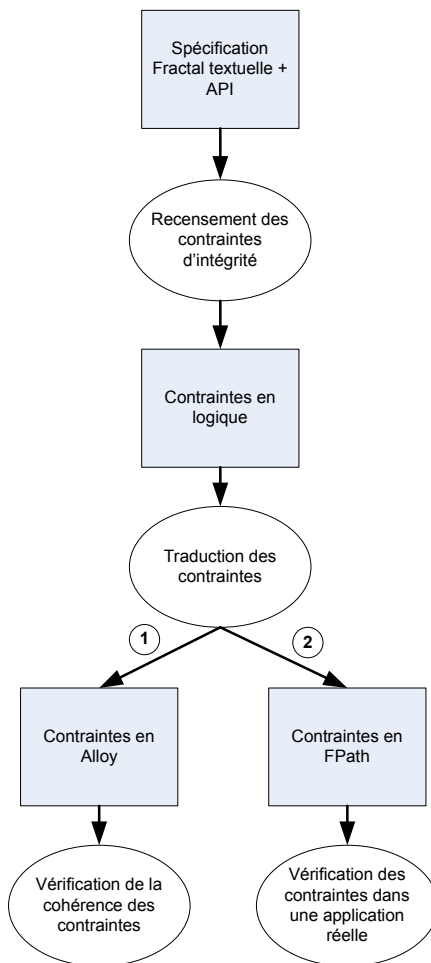 Spécification
Fractal textuelle +
API
Recensement des
contraintes
d'intégrité
Contraintes en
logique
Traduction des
contraintes
1
2
Contraintes en
Alloy
Contraintes en
FPath
Vérification de la
cohérence des
contraintes
Vérification des
contraintes dans
une application
réelle